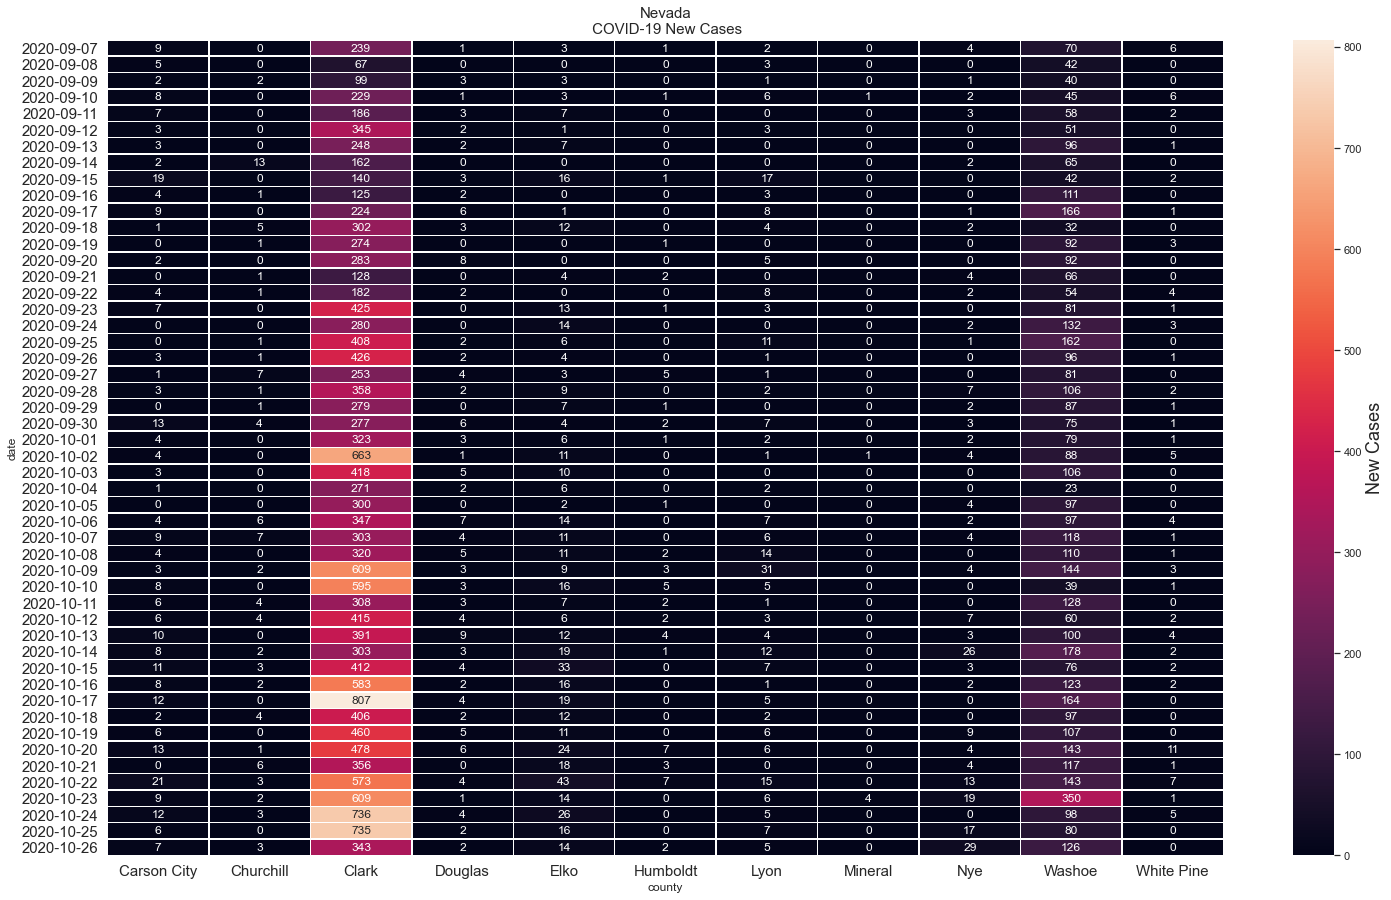 Nevada
COVID-19 New Cases
2020-09-07 9 0 239 1 3 1 2 0 4 70 6
2020-09-08 5 0 67 0 0 0 3 0 0 42 0
2020-09-09 2 2 99 3 3 0 1 0 1 40 0
2020-09-10 8 0 229 1 3 1 6 1 2 45 6
2020-09-11 7 0 186 3 7 0 0 0 3 58 2
2020-09-12 3 0 345 2 1 0 3 0 0 51 0
2020-09-13 3 0 248 2 7 0 0 0 0 96 1
2020-09-14 2 13 162 0 0 0 0 0 2 65 0
2020-09-15 19 0 140 3 16 1 17 0 0 42 2
2020-09-16 4 1 125 2 0 0 3 0 0 111 0
2020-09-17 9 0 224 6 1 0 8 0 1 166 1
2020-09-18 1 5 302 3 12 0 4 0 2 32 0
2020-09-19 0 1 274 0 0 1 0 0 0 92 3
2020-09-20 2 0 283 8 0 0 5 0 0 92 0
2020-09-21 0 1 128 0 4 2 0 0 4 66 0
2020-09-22 4 1 182 2 0 0 8 0 2 54 4
2020-09-23 7 0 425 0 13 1 3 0 0 81 1
2020-09-24 0 0 280 0 14 0 0 0 2 132 3
2020-09-25 0 1 408 2 6 0 11 0 1 162 0
2020-09-26 3 1 426 2 4 0 1 0 0 96 1
2020-09-27 1 7 253 4 3 5 1 0 0 81 0
2020-09-28 3 1 358 2 9 0 2 0 7 106 2
2020-09-29 0 1 279 0 7 1 0 0 2 87 1
2020-09-30 13 4 277 6 4 2 7 0 3 75 1
2020-10-01 4 0 323 3 6 1 2 0 2 79 1
2020-10-02 4 0 663 1 11 0 1 1 4 88 5
2020-10-03 3 0 418 5 10 0 0 0 0 106 0
2020-10-04 1 0 271 2 6 0 2 0 0 23 0
2020-10-05 0 0 300 0 2 1 0 0 4 97 0
2020-10-06 4 6 347 7 14 0 7 0 2 97 4
2020-10-07 9 7 303 4 11 0 6 0 4 118 1
2020-10-08 4 0 320 5 11 2 14 0 0 110 1
2020-10-09 3 2 609 3 9 3 31 0 4 144 3
2020-10-10 8 0 595 3 16 5 5 0 0 39 1
2020-10-11 6 4 308 3 7 2 1 0 0 128 0
2020-10-12 6 4 415 4 6 2 3 0 7 60 2
2020-10-13 10 0 391 9 12 4 4 0 3 100 4
2020-10-14 8 2 303 3 19 1 12 0 26 178 2
2020-10-15 11 3 412 4 33 0 7 0 3 76 2
2020-10-16 8 2 583 2 16 0 1 0 2 123 2
2020-10-17 12 0 807 4 19 0 5 0 0 164 0
2020-10-18 2 4 406 2 12 0 2 0 0 97 0
2020-10-19 6 0 460 5 11 0 6 0 9 107 0
2020-10-20 13 1 478 6 24 7 6 0 4 143 11
2020-10-21 0 6 356 0 18 3 0 0 4 117 1
2020-10-22 21 3 573 4 43 7 15 0 13 143 7
2020-10-23 9 2 609 1 14 0 6 4 19 350 1
2020-10-24 12 3 736 4 26 0 5 0 0 98 5
2020-10-25 6 0 735 2 16 0 7 0 17 80 0
2020-10-26 7 3 343 2 14 2 5 0 29 126 0
Carson City Churchill Clark Douglas Elko Humboldt Lyon Mineral Nye Washoe White Pine
county
date
800
700
600
500
400
300
200
100
0
New Cases